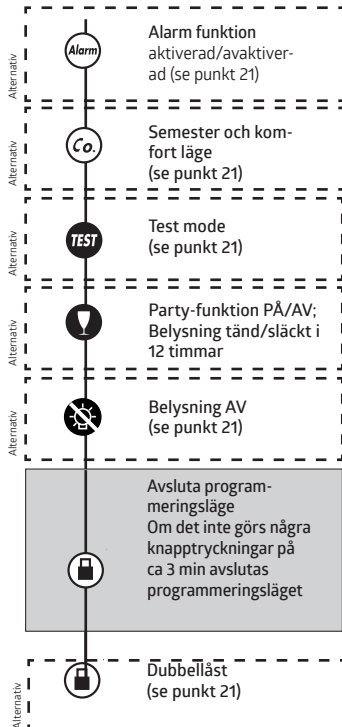 Alternativ
Alarm
Alarm funktion
aktiverad/avaktiver-
ad (se punkt 21)
Alternativ
Co.
Semester och kom-
fort läge
(se punkt 21)
Alternativ
TEST
Test mode
(se punkt 21)
Alternativ
Party-funktion PÅ/AV;
Belysning tänd/släckt i
12 timmar
Alternativ
Belysning AV
(se punkt 21)
Avsluta program-
meringsläge
Om det inte görs några
knapptryckningar på
ca 3 min avslutas
programmeringsläget
Alternativ
Dubbellåst
(se punkt 21)